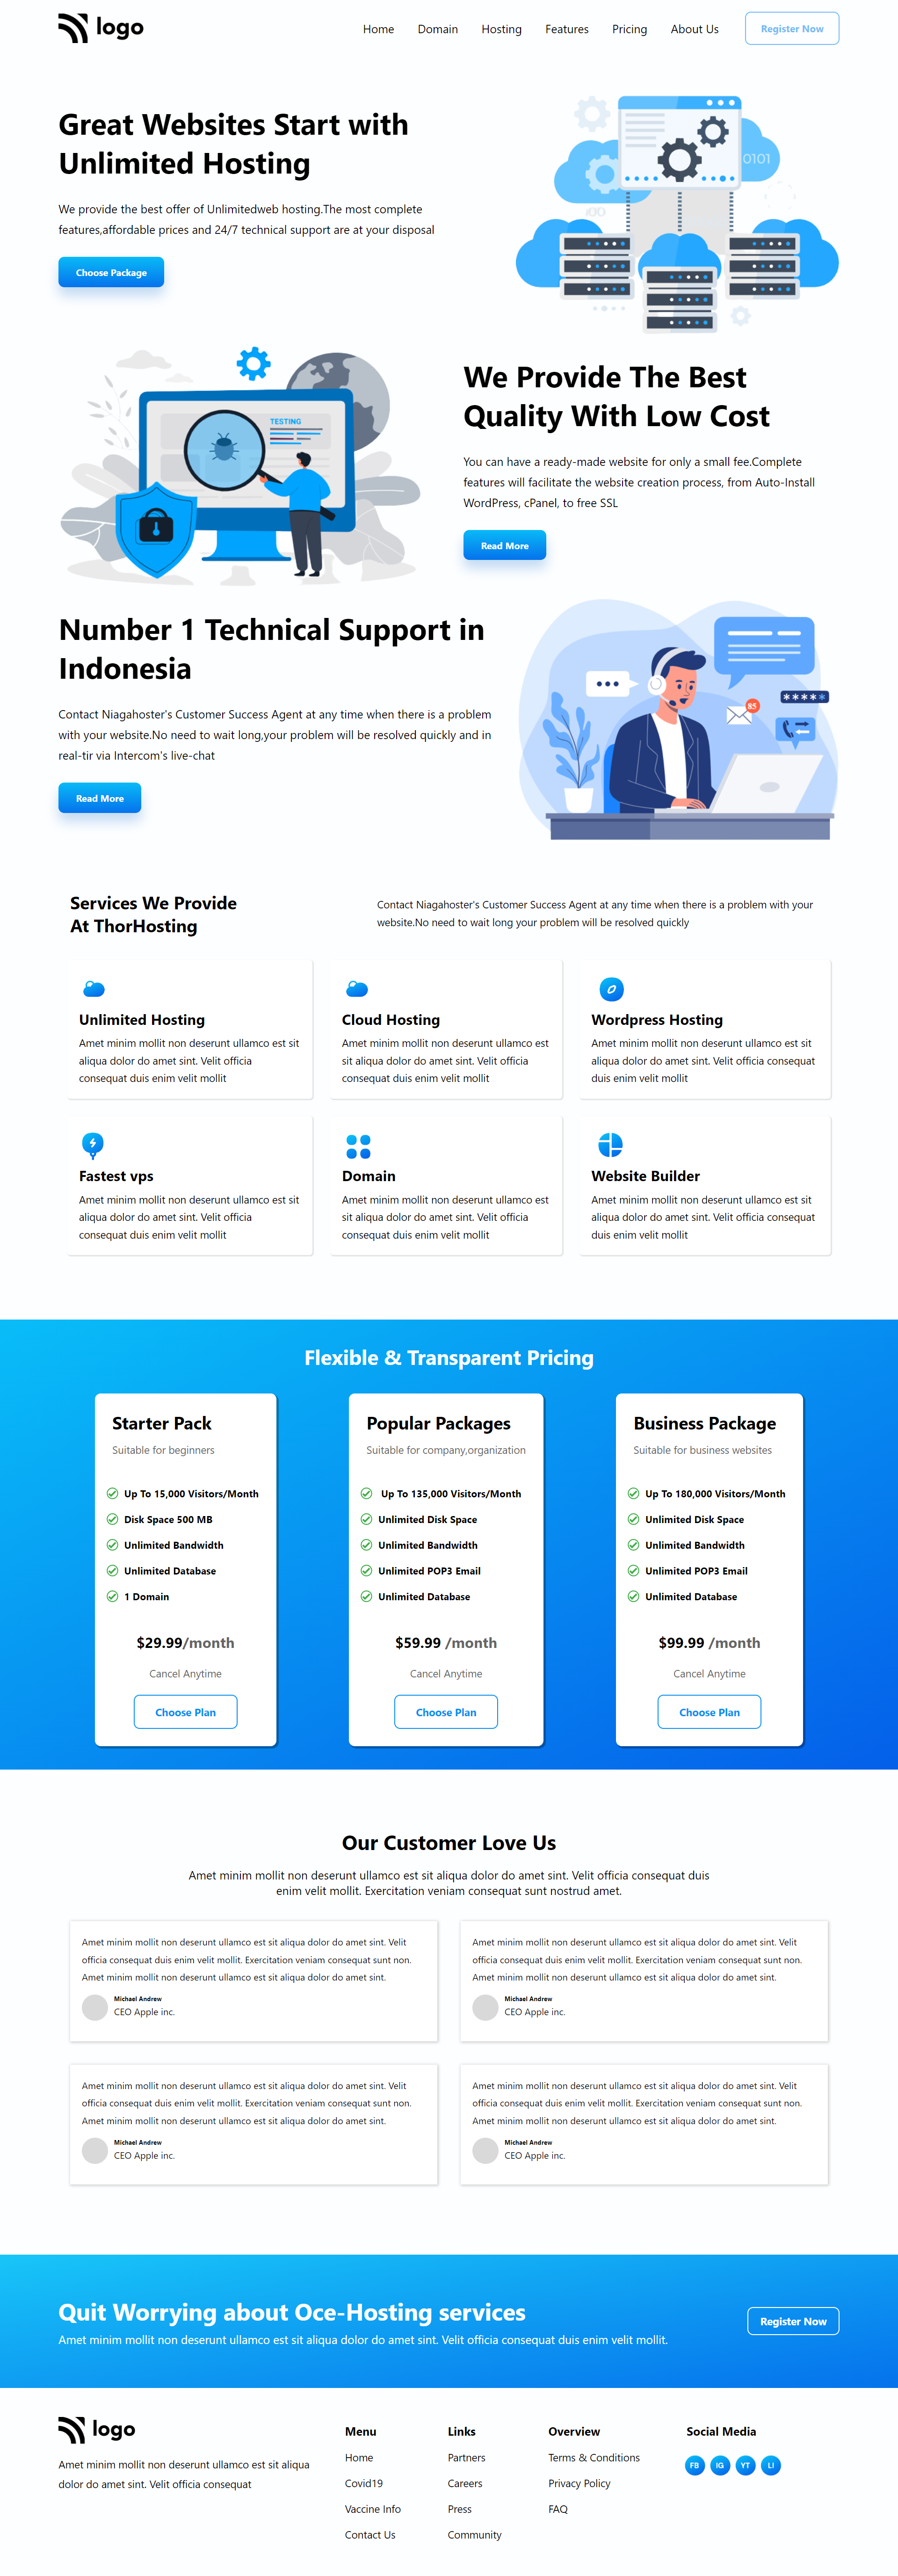 logo
Home Domain Hosting Features Pricing About Us Register Now
Great Websites Start with
Unlimited Hosting
We provide the best offer of Unlimitedweb hosting.The most complete
features,affordable prices and 24/7 technical support are at your disposal
Choose Package
0101
TESTING
We Provide The Best
Quality With Low Cost
You can have a ready-made website for only a small fee.Complete
features will facilitate the website creation process, from Auto-Install
WordPress, cPanel, to free SSL
Read More
Number 1 Technical Support in
Indonesia
Contact Niagahoster's Customer Success Agent at any time when there is a problem
with your website.No need to wait long,your problem will be resolved quickly and in
real-tir via Intercom's live-chat
Read More
85
*****
Services We Provide
At ThorHosting
Contact Niagahoster's Customer Success Agent at any time when there is a problem with your
website.No need to wait long your problem will be resolved quickly
Unlimited Hosting
Amet minim mollit non deserunt ullamco est sit
aliqua dolor do amet sint. Velit officia
consequat duis enim velit mollit
Cloud Hosting
Amet minim mollit non deserunt ullamco est
sit aliqua dolor do amet sint. Velit officia
consequat duis enim velit mollit
Wordpress Hosting
Amet minim mollit non deserunt ullamco est sit
aliqua dolor do amet sint. Velit officia consequat
duis enim velit mollit
Fastest vps
Amet minim mollit non deserunt ullamco est sit
aliqua dolor do amet sint. Velit officia
consequat duis enim velit mollit
Domain
Amet minim mollit non deserunt ullamco est
sit aliqua dolor do amet sint. Velit officia
consequat duis enim velit mollit
Website Builder
Amet minim mollit non deserunt ullamco est sit
aliqua dolor do amet sint. Velit officia consequat
duis enim velit mollit
Flexible & Transparent Pricing
Starter Pack
Suitable for beginners
Up To 15,000 Visitors/Month
Disk Space 500 MB
Unlimited Bandwidth
Unlimited Database
1 Domain
$29.99/month
Cancel Anytime
Choose Plan
Popular Packages
Suitable for company,organization
Up To 135,000 Visitors/Month
Unlimited Disk Space
Unlimited Bandwidth
Unlimited POP3 Email
Unlimited Database
$59.99 /month
Cancel Anytime
Choose Plan
Business Package
Suitable for business websites
Up To 180,000 Visitors/Month
Unlimited Disk Space
Unlimited Bandwidth
Unlimited POP3 Email
Unlimited Database
$99.99 /month
Cancel Anytime
Choose Plan
Our Customer Love Us
Amet minim mollit non deserunt ullamco est sit aliqua dolor do amet sint. Velit officia consequat duis
enim velit mollit. Exercitation veniam consequat sunt nostrud amet.
Amet minim mollit non deserunt ullamco est sit aliqua dolor do amet sint. Velit
officia consequat duis enim velit mollit. Exercitation veniam consequat sunt non.
Amet minim mollit non deserunt ullamco est sit aliqua dolor do amet sint.
Michael Andrew
CEO Apple inc.
Amet minim mollit non deserunt ullamco est sit aliqua dolor do amet sint. Velit
officia consequat duis enim velit mollit. Exercitation veniam consequat sunt non.
Amet minim mollit non deserunt ullamco est sit aliqua dolor do amet sint.
Michael Andrew
CEO Apple inc.
Amet minim mollit non deserunt ullamco est sit aliqua dolor do amet sint. Velit
officia consequat duis enim velit mollit. Exercitation veniam consequat sunt non.
Amet minim mollit non deserunt ullamco est sit aliqua dolor do amet sint.
Michael Andrew
CEO Apple inc.
Amet minim mollit non deserunt ullamco est sit aliqua dolor do amet sint. Velit
officia consequat duis enim velit mollit. Exercitation veniam consequat sunt non.
Amet minim mollit non deserunt ullamco est sit aliqua dolor do amet sint.
Michael Andrew
CEO Apple inc.
Quit Worrying about Oce-Hosting services
Amet minim mollit non deserunt ullamco est sit aliqua dolor do amet sint. Velit officia consequat duis enim velit mollit.
Register Now
logo
Amet minim mollit non deserunt ullamco est sit aliqua
dolor do amet sint. Velit officia consequat
Menu
Home
Covid19
Vaccine Info
Contact Us
Links
Partners
Careers
Press
Community
Overview
Terms & Conditions
Privacy Policy
FAQ
Social Media
FB IG YT LI